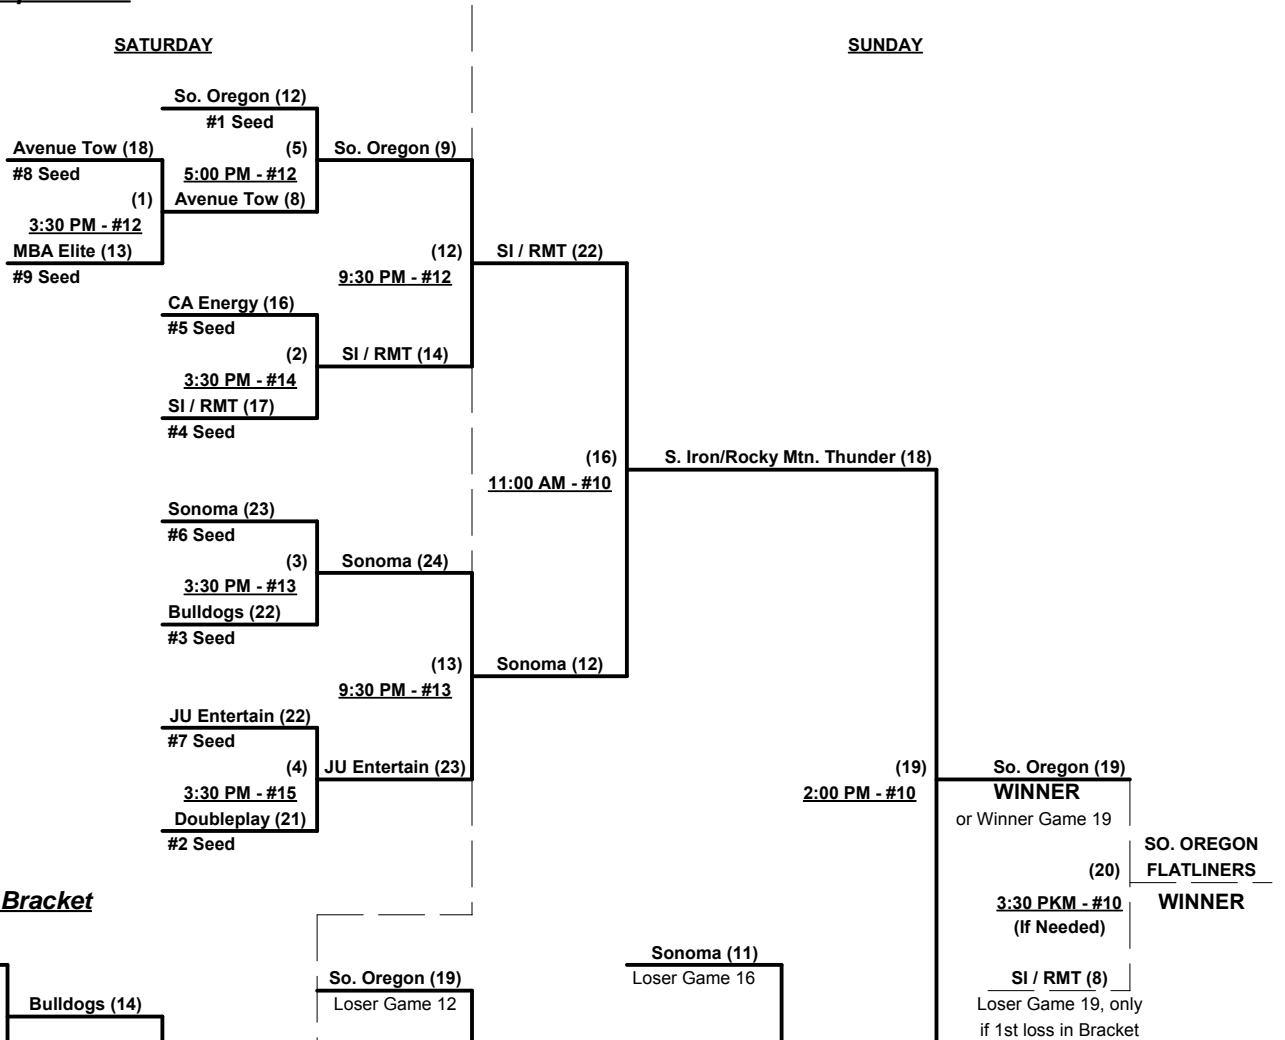 SATURDAY
SUNDAY
So. Oregon (12)
#1 Seed
Avenue Tow (18)
(5)
So. Oregon (9)
#8 Seed
5:00 PM - #12
(1)
Avenue Tow (8)
3:30 PM - #12
MBA Elite (13)
(12)
SI / RMT (22)
#9 Seed
9:30 PM - #12
CA Energy (16)
#5 Seed
(2)
SI / RMT (14)
3:30 PM - #14
SI / RMT (17)
#4 Seed
(16)
S. Iron/Rocky Mtn. Thunder (18)
11:00 AM - #10
Sonoma (23)
#6 Seed
(3)
Sonoma (24)
3:30 PM - #13
Bulldogs (22)
#3 Seed
(13)
Sonoma (12)
9:30 PM - #13
JU Entertain (22)
#7 Seed
(4)
JU Entertain (23)
(19)
So. Oregon (19)
3:30 PM - #15
2:00 PM - #10
WINNER
Doubleplay (21)
or Winner Game 19
#2 Seed
SO. OREGON
(20)
FLATLINERS
Bracket
3:30 PKM - #10
WINNER
(If Needed)
Sonoma (11)
So. Oregon (19)
Loser Game 16
SI / RMT (8)
Bulldogs (14)
Loser Game 12
Loser Game 19, only
if 1st loss in Bracket